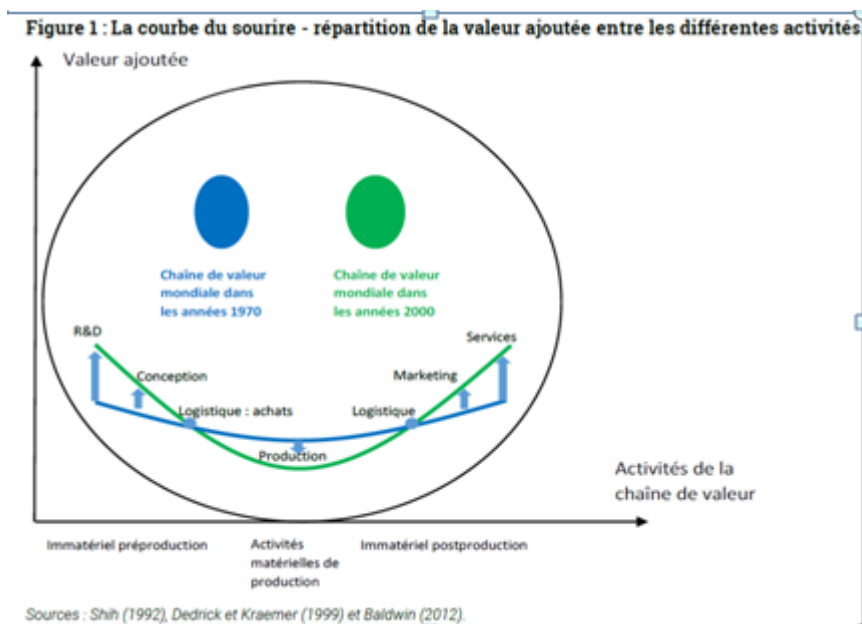 Figure 1 : La courbe du sourire - répartition de la valeur ajoutée entre les différentes activités
Valeur ajoutée
Chaîne de valeur
mondiale dans
les années 1970
Chaîne de valeur
mondiale dans
les années 2000
R&D
Services
Conception
Marketing
Logistique : achats
Logistique
Production
Activités de la
chaîne de valeur
Immatériel préproduction
Activités
matérielles de
production
Immatériel postproduction
Sources : Shih (1992), Dedrick et Kraemer (1999) et Baldwin (2012).